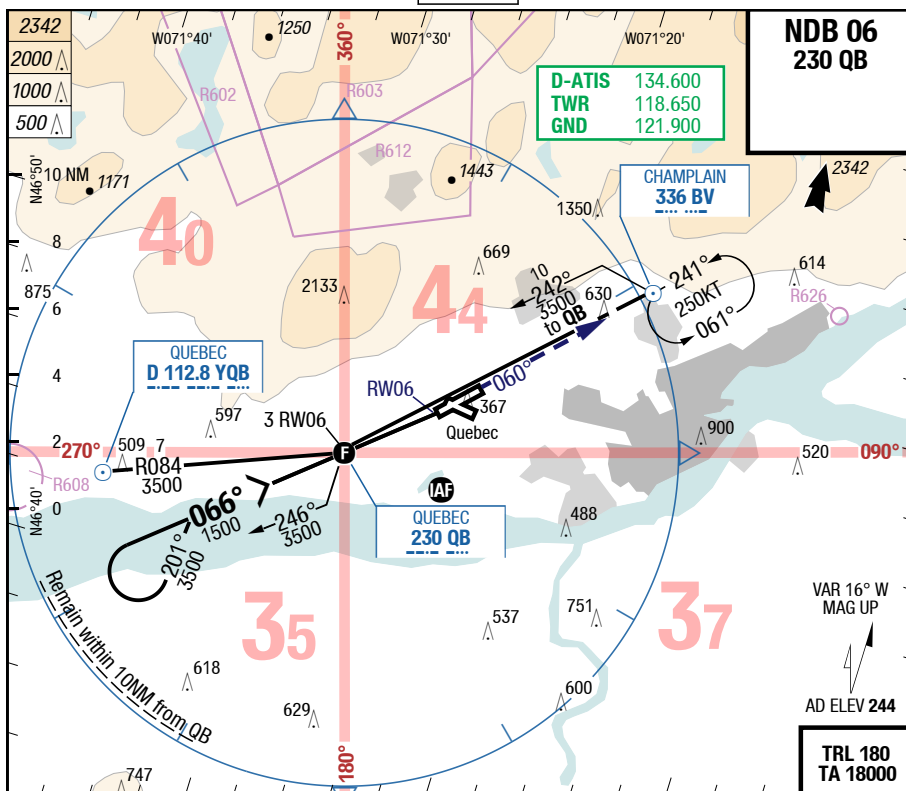 2342
2000
1000
500
W071°40'
1250
360°
W071°30'
W071°20'
NDB 06
230 QB
D-ATIS 134.600
TWR 118.650
GND 121.900
R602
R603
R612
N46°50'
10 NM
1171
1443
CHAMPLAIN
336 BV
2342
1350
40
8
875
669
10
242°
3500
to QB
630
241°
250KT
061°
614
R626
2133
44
6
QUEBEC
D 112.8 YQB
4
RW06
060°
597
3 RW06
367
Quebec
900
2
270°
509
7
R084
3500
F
090°
520
R608
066°
1500
IAF
N46°40'
0
246°
3500
QUEBEC
230 QB
488
201°
3500
Remain within 10NM from QB
35
537
751
37
VAR 16° W
MAG UP
618
600
629
AD ELEV 244
180°
747
TRL 180
TA 18000